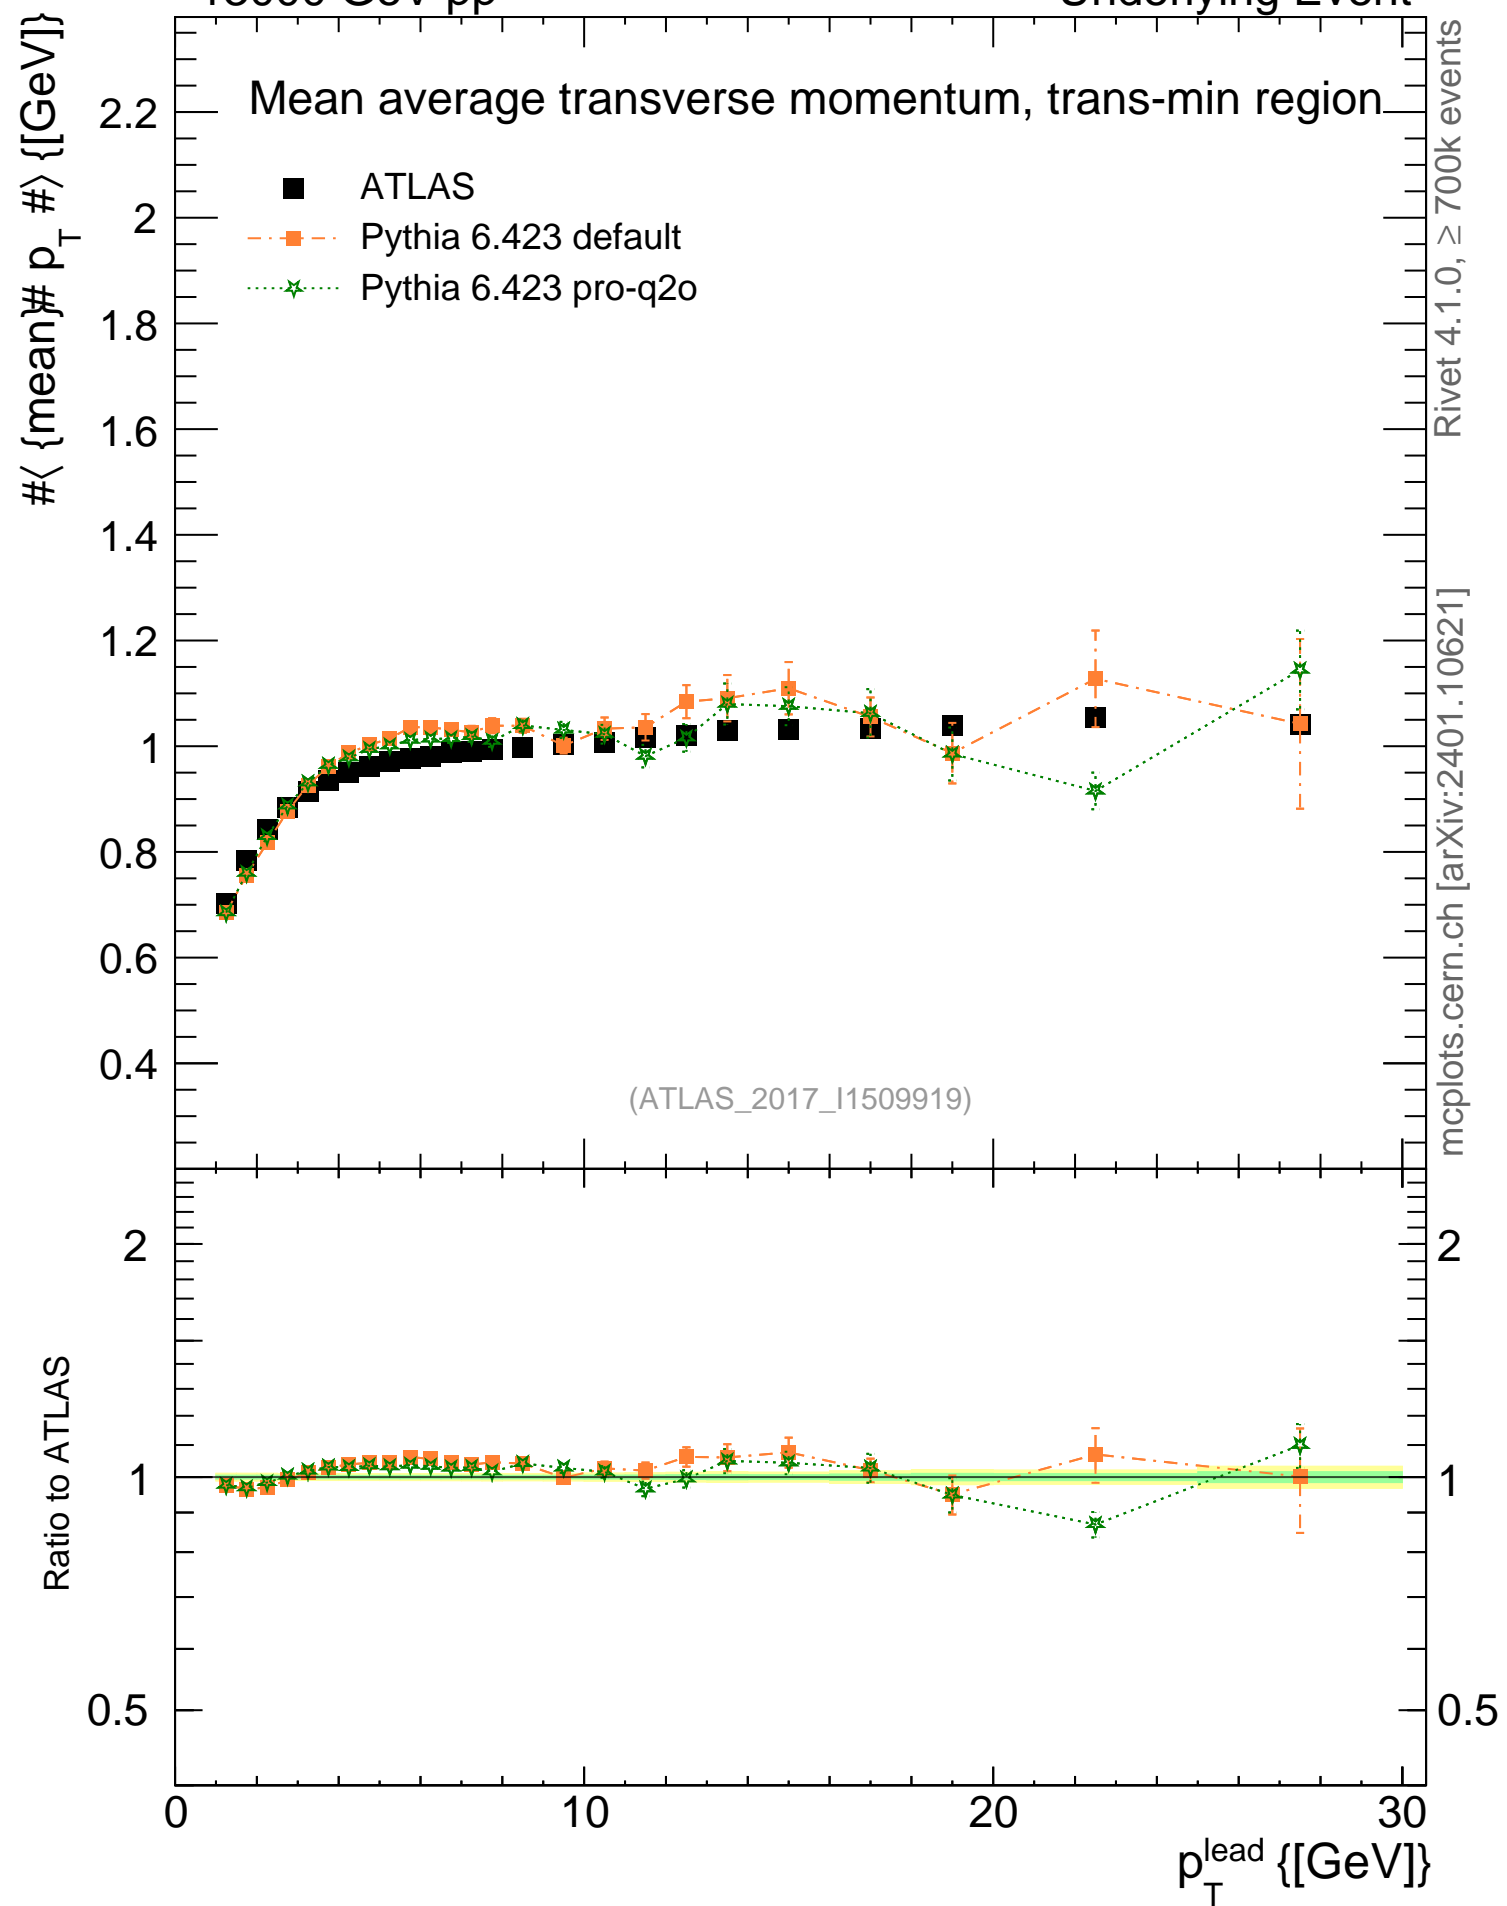 Mean average transverse momentum, trans-min region
ATLAS
Pythia 6.423 default
Pythia 6.423 pro-q2o
#⟨ {mean}# p_T #⟩ {[GeV]}
2.2
2
1.8
1.6
1.4
1.2
1
0.8
0.6
0.4
(ATLAS_2017_I1509919)
Rivet 4.1.0, ≥ 700k events
mcplots.cern.ch [arXiv:2401.10621]
Ratio to ATLAS
2
1
0.5
2
1
0.5
0
10
20
30
p_T^lead {[GeV]}